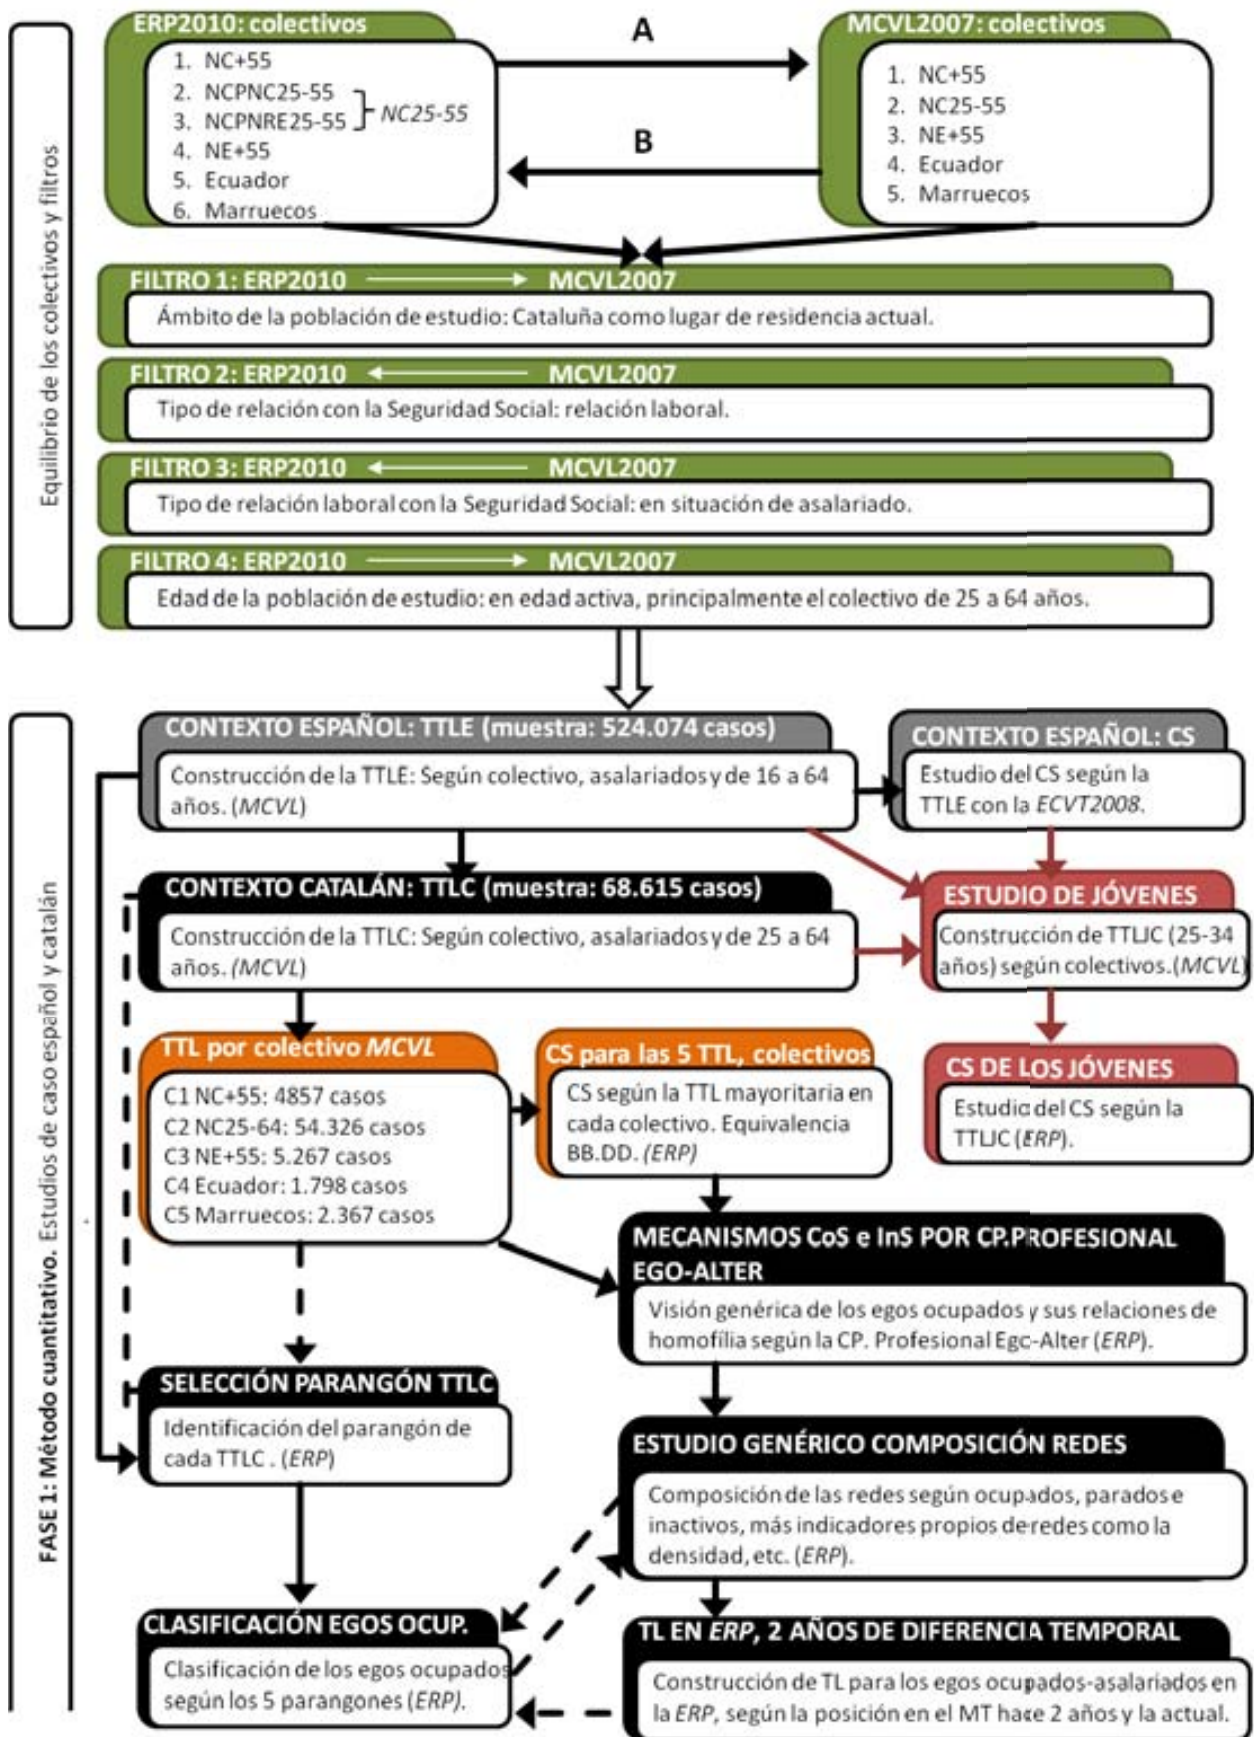 ERP2010: colectivos
1. NC+55
2. NCPNC25-55
3. NCPNRE25-55
NC25-55
4. NE+55
5. Ecuador
6. Marruecos
A
B
MCVL2007: colectivos
1. NC+55
2. NC25-55
3. NE+55
4. Ecuador
5. Marruecos
Equilibrio de los colectivos y filtros
FILTRO 1: ERP2010 MCVL2007
Ámbito de la población de estudio: Cataluña como lugar de residencia actual.
FILTRO 2: ERP2010 MCVL2007
Tipo de relación con la Seguridad Social: relación laboral.
FILTRO 3: ERP2010 MCVL2007
Tipo de relación laboral con la Seguridad Social: en situación de asalariado.
FILTRO 4: ERP2010 MCVL2007
Edad de la población de estudio: en edad activa, principalmente el colectivo de 25 a 64 años.
FASE 1: Método cuantitativo. Estudios de caso español y catalán
CONTEXTO ESPAÑOL: TTLE (muestra: 524.074 casos)
Construcción de la TTLE: Según colectivo, asalariados y de 16 a 64
años. (MCVL)
CONTEXTO ESPAÑOL: CS
Estudio del CS según la
TTLE con la ECVT2008.
CONTEXTO CATALÁN: TTLC (muestra: 68.615 casos)
Construcción de la TTLC: Según colectivo, asalariados y de 25 a 64
años. (MCVL)
ESTUDIO DE JÓVENES
Construcción de TTLJC (25-34
años) según colectivos.(MCVL)
TTL por colectivo MCVL
C1 NC+55: 4857 casos
C2 NC25-64: 54.326 casos
C3 NE+55: 5.267 casos
C4 Ecuador: 1.798 casos
C5 Marruecos: 2.367 casos
CS para las 5 TTL, colectivos
CS según la TTL mayoritaria en
cada colectivo. Equivalencia
BB.DD. (ERP)
CS DE LOS JÓVENES
Estudio del CS según la
TTLJC (ERP).
MECANISMOS CoS e InS POR CP.PROFESIONAL
EGO-ALTER
Visión genérica de los egos ocupados y sus relaciones de
homofília según la CP. Profesional Ego-Alter (ERP).
SELECCIÓN PARANGÓN TTLC
Identificación del parangón de
cada TTLC . (ERP)
ESTUDIO GENÉRICO COMPOSICIÓN REDES
Composición de las redes según ocupados, parados e
inactivos, más indicadores propios de redes como la
densidad, etc. (ERP).
CLASIFICACIÓN EGOS OCUP.
Clasificación de los egos ocupados
según los 5 parangones (ERP).
TL EN ERP, 2 AÑOS DE DIFERENCIA TEMPORAL
Construcción de TL para los egos ocupados-asalariados en
la ERP, según la posición en el MT hace 2 años y la actual.